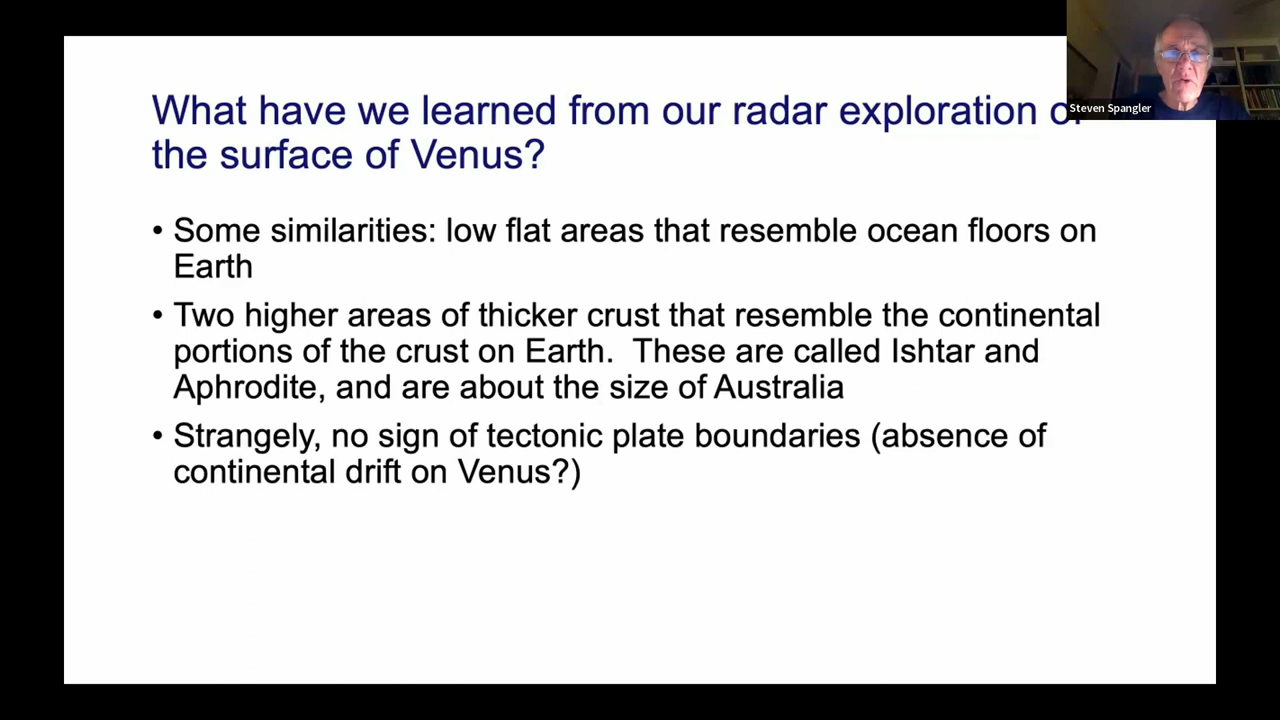 What have we learned from our radar exploration of
the surface of Venus?
Steven Spangler
• Some similarities: low flat areas that resemble ocean floors on
Earth
• Two higher areas of thicker crust that resemble the continental
portions of the crust on Earth.  These are called Ishtar and
Aphrodite, and are about the size of Australia
• Strangely, no sign of tectonic plate boundaries (absence of
continental drift on Venus?)